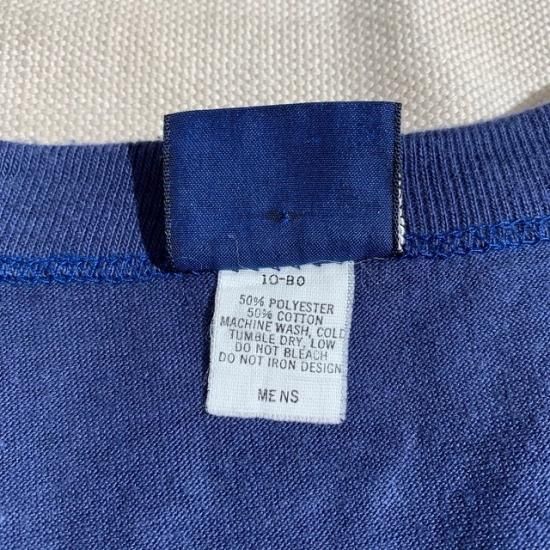 10-80
50% POLYESTER
50% COTTON
MACHINE WASH, COLD
TUMBLE DRY, LOW
DO NOT BLEACH
DO NOT IRON DESIGN
MENS